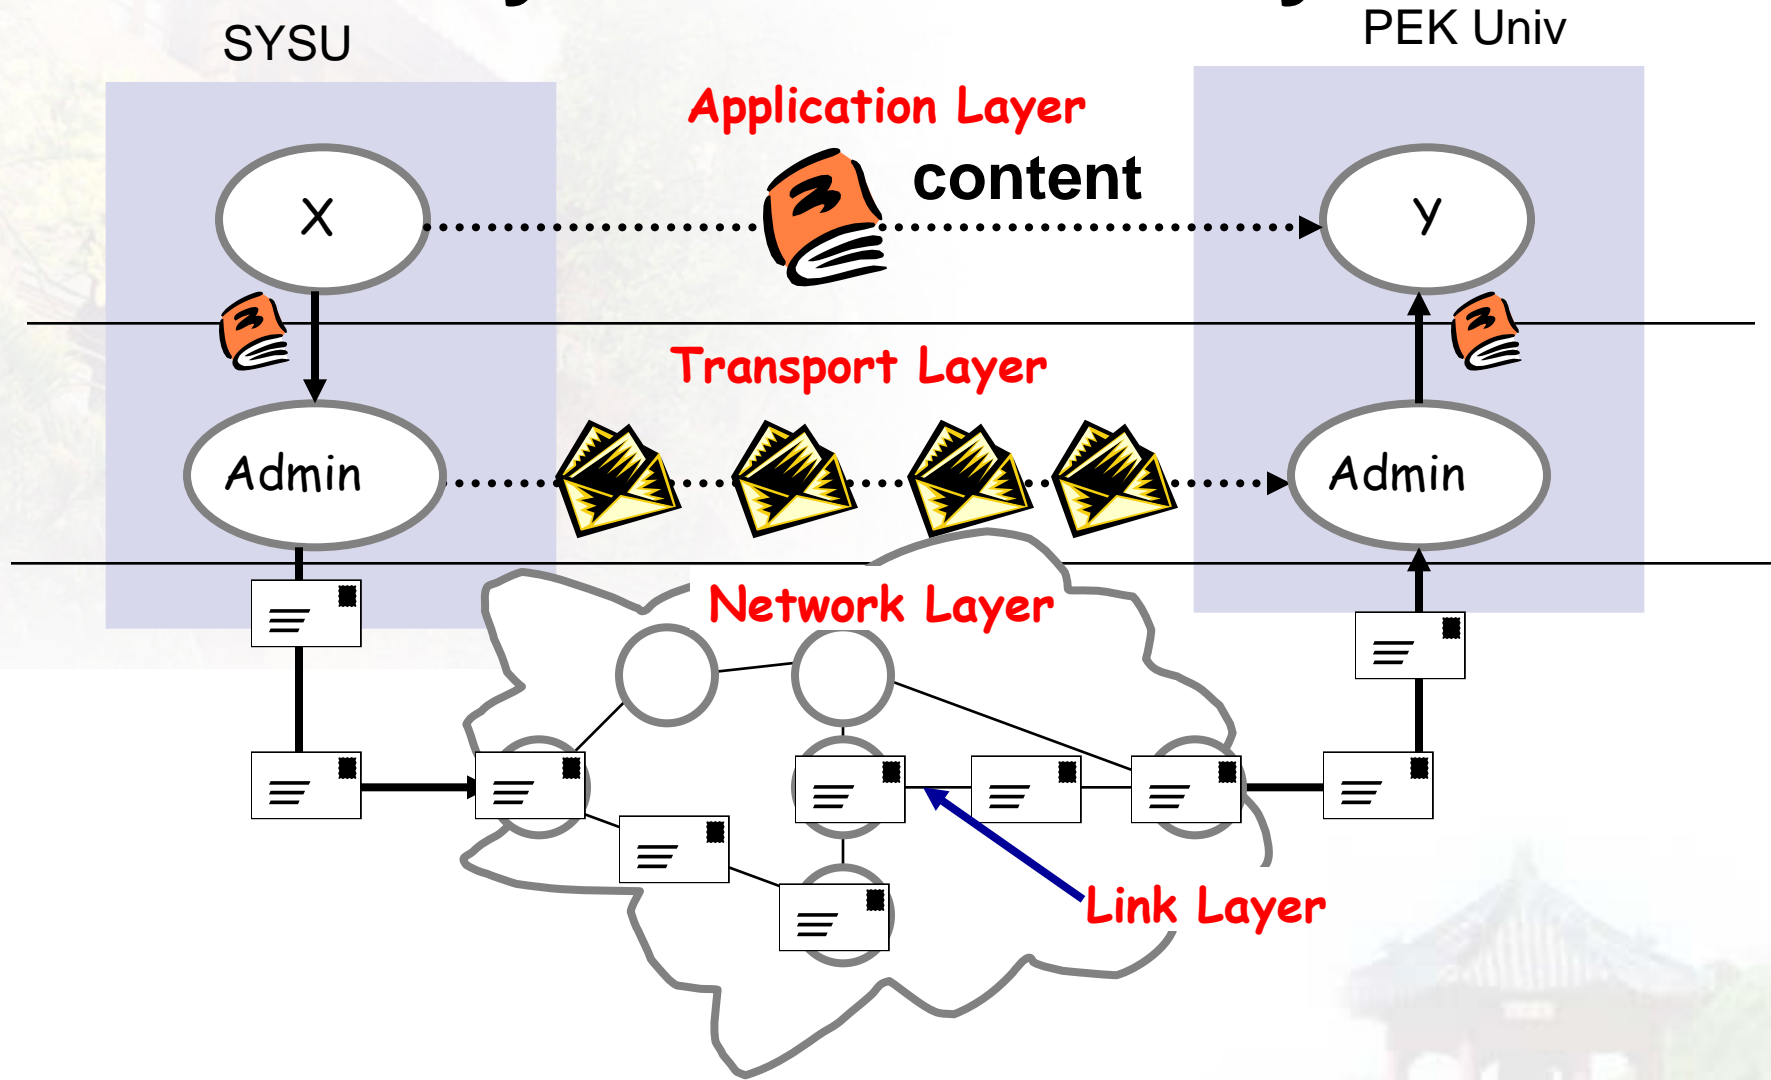 SYSU
PEK Univ
Application Layer
content
X
Y
Transport Layer
Admin
Admin
Network Layer
Link Layer